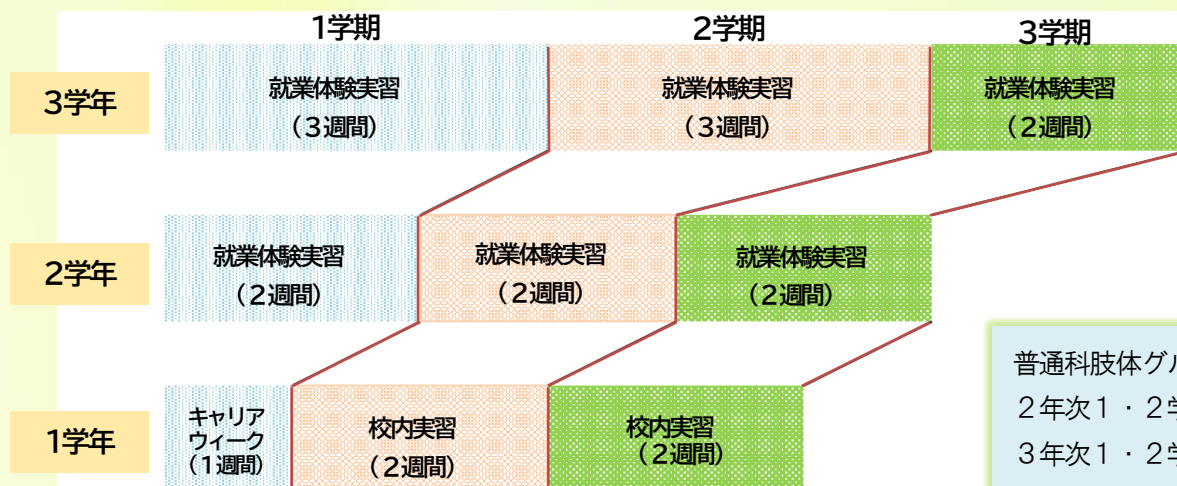 1学期
2学期
3学期
3学年
就業体験実習
(3週間)
就業体験実習
(3週間)
就業体験実習
(2週間)
2学年
就業体験実習
(2週間)
就業体験実習
(2週間)
就業体験実習
(2週間)
1学年
キャリア
ウィーク
(1週間)
校内実習
(2週間)
校内実習
(2週間)
普通科肢体グル
２年次１・２学
３年次１・２学